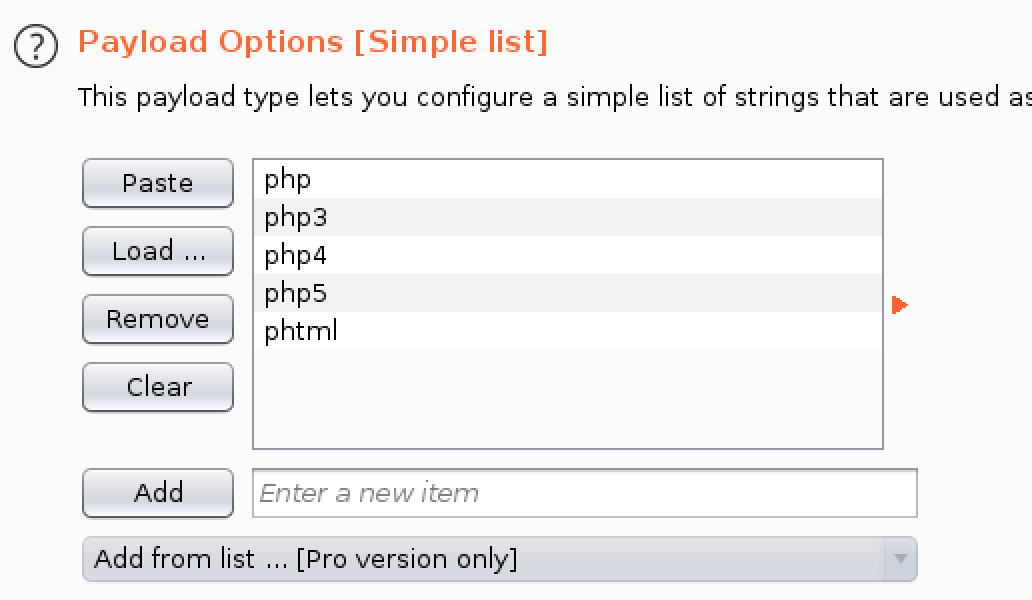 ?
Payload Options [Simple list]
This payload type lets you configure a simple list of strings that are used as
Paste
php
php3
Load ...
php4
php5
Remove
phtml
Clear
Add
Enter a new item
Add from list ... [Pro version only]